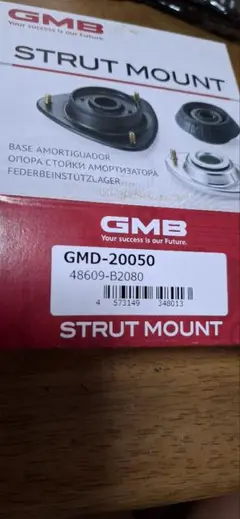 GMB
Your success is our Future.
STRUT MOUNT
BASE AMORTIGUADOR
ОПОРА СТОЙКИ АМОРТИЗАТОРА
FEDERBEINSTÜTZLAGER
GMB
Your success is our Future.
GMD-20050
48609-B2080
4 573149 348013
STRUT MOUNT